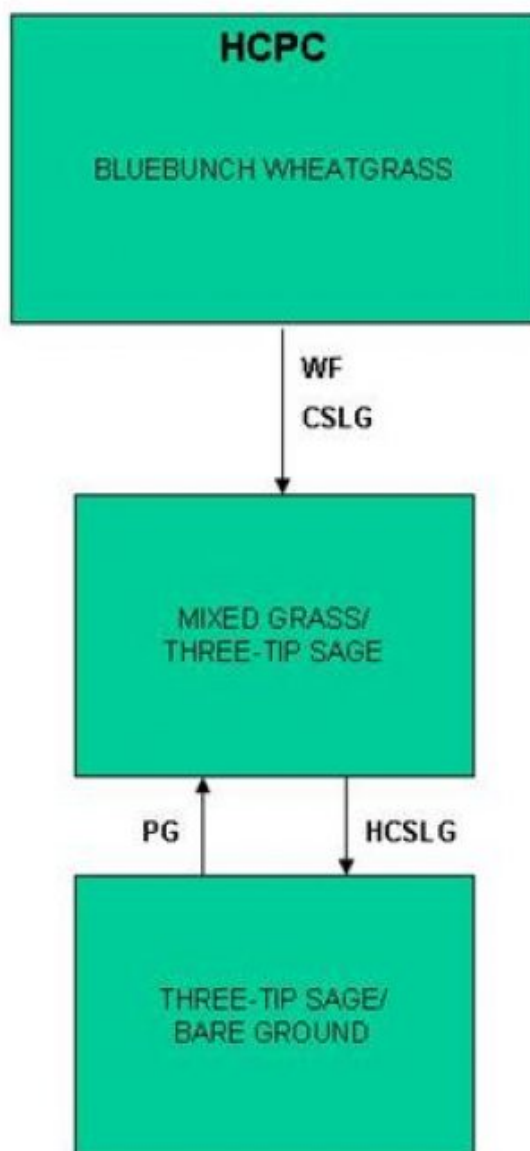 HCPC
BLUEBUNCH WHEATGRASS
WF
CSLG
MIXED GRASS/
THREE-TIP SAGE
PG
HCSLG
THREE-TIP SAGE/
BARE GROUND